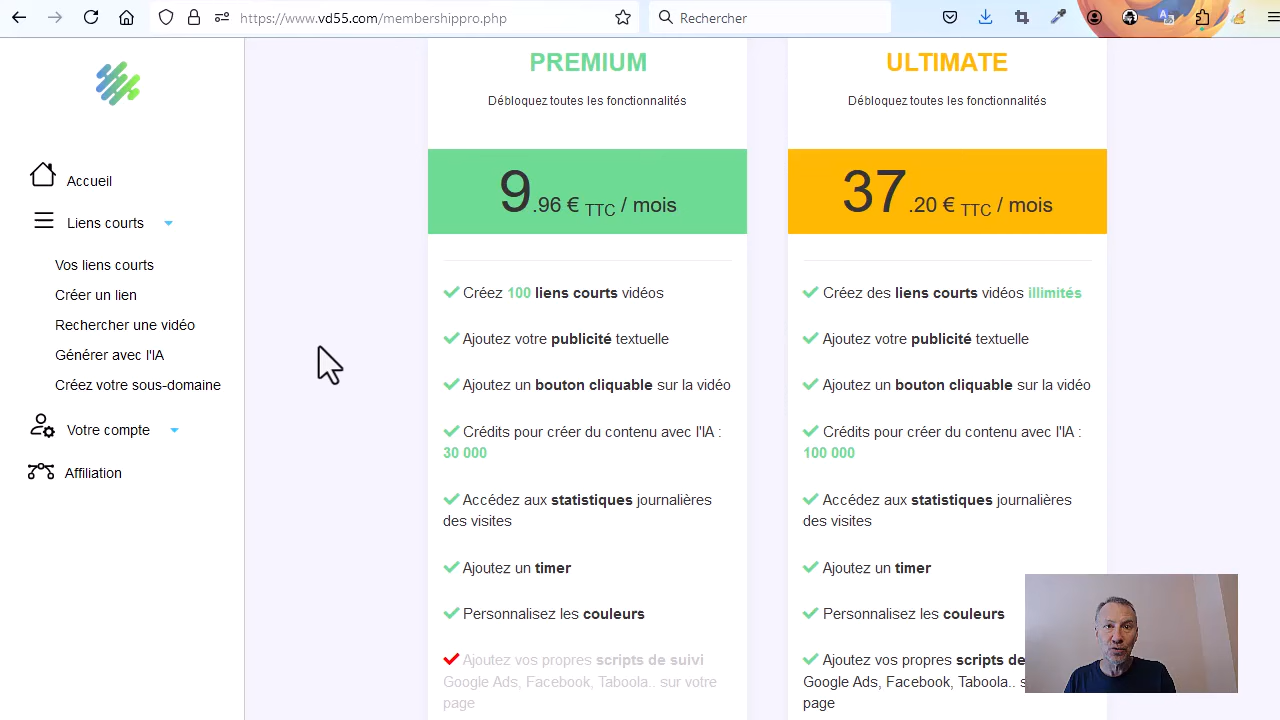 https://www.vd55.com/membershippro.php
Rechercher
Accueil
Liens courts
Vos liens courts
Créer un lien
Rechercher une vidéo
Générer avec l'IA
Créez votre sous-domaine
Votre compte
Affiliation
PREMIUM
Débloquez toutes les fonctionnalités
9.96 € TTC / mois
Créez 100 liens courts vidéos
Ajoutez votre publicité textuelle
Ajoutez un bouton cliquable sur la vidéo
Crédits pour créer du contenu avec l'IA :
30 000
Accédez aux statistiques journalières
des visites
Ajoutez un timer
Personnalisez les couleurs
Ajoutez vos propres scripts de suivi
Google Ads, Facebook, Taboola.. sur votre
page
ULTIMATE
Débloquez toutes les fonctionnalités
37.20 € TTC / mois
Créez des liens courts vidéos illimités
Ajoutez votre publicité textuelle
Ajoutez un bouton cliquable sur la vidéo
Crédits pour créer du contenu avec l'IA :
100 000
Accédez aux statistiques journalières
des visites
Ajoutez un timer
Personnalisez les couleurs
Ajoutez vos propres scripts de
Google Ads, Facebook, Taboola..
page